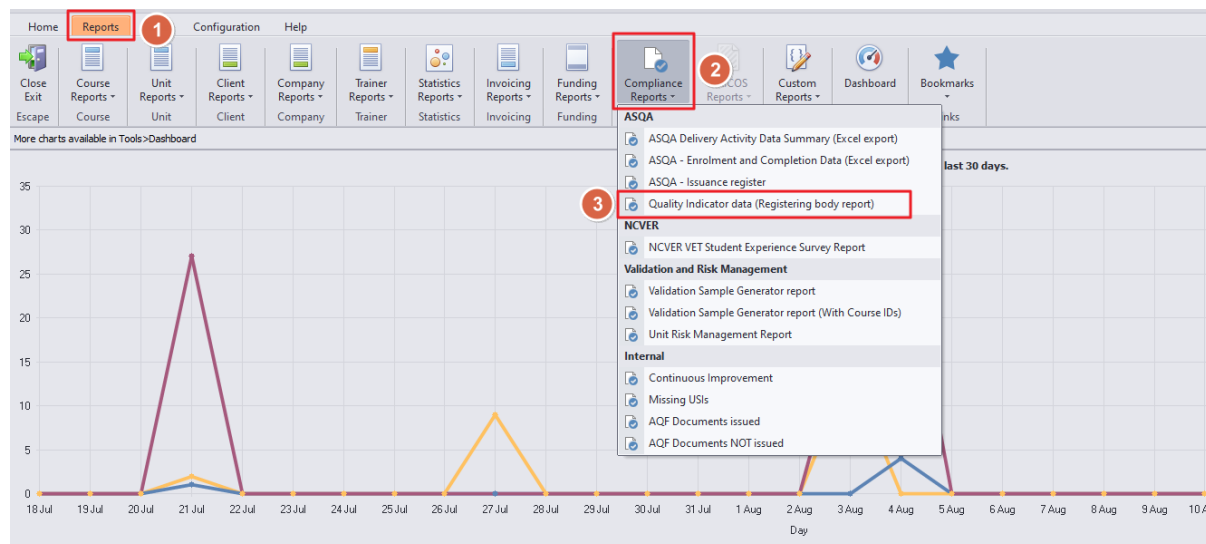 Home Reports Configuration Help
1
Close Exit
Course Reports
Unit Reports
Client Reports
Company Reports
Trainer Reports
Statistics Reports
Invoicing Reports
Funding Reports
Compliance Reports
2
COS Reports
Custom Reports
Dashboard
Bookmarks
Escape Course Unit Client Company Trainer Statistics Invoicing Funding
nks
More charts available in Tools>Dashboard
ASQA
ASQA Delivery Activity Data Summary (Excel export)
ASQA - Enrolment and Completion Data (Excel export)
ASQA - Issuance register
3
Quality Indicator data (Registering body report)
NCVER
NCVER VET Student Experience Survey Report
Validation and Risk Management
Validation Sample Generator report
Validation Sample Generator report (With Course IDs)
Unit Risk Management Report
Internal
Continuous Improvement
Missing USIs
AQF Documents issued
AQF Documents NOT issued
last 30 days.
35
30
25
20
15
10
5
0
18 Jul 19 Jul 20 Jul 21 Jul 22 Jul 23 Jul 24 Jul 25 Jul 26 Jul 27 Jul 28 Jul 29 Jul 30 Jul 31 Jul 1 Aug 2 Aug 3 Aug 4 Aug 5 Aug 6 Aug 7 Aug 8 Aug 9 Aug 10 A
Day